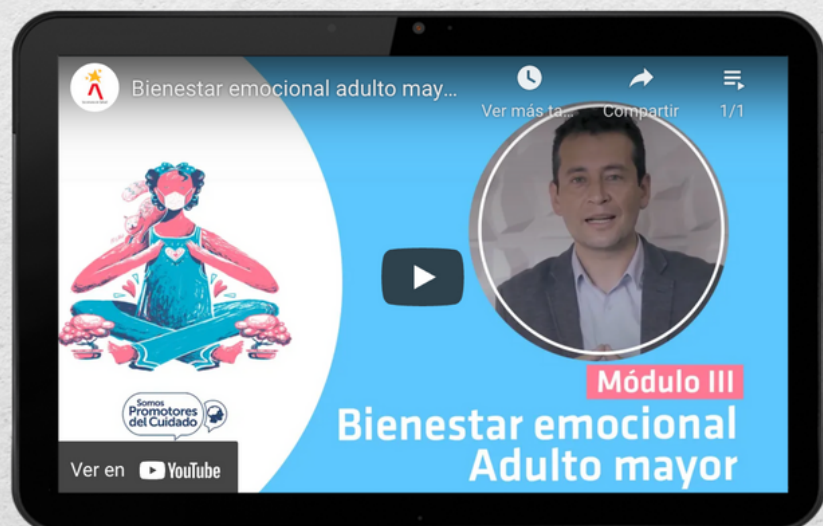 Bienestar emocional adulto may...
Ver más ta...
Compartir
1/1
Módulo III
Bienestar emocional
Adulto mayor
Somos
Promotores
del Cuidado
Ver en YouTube